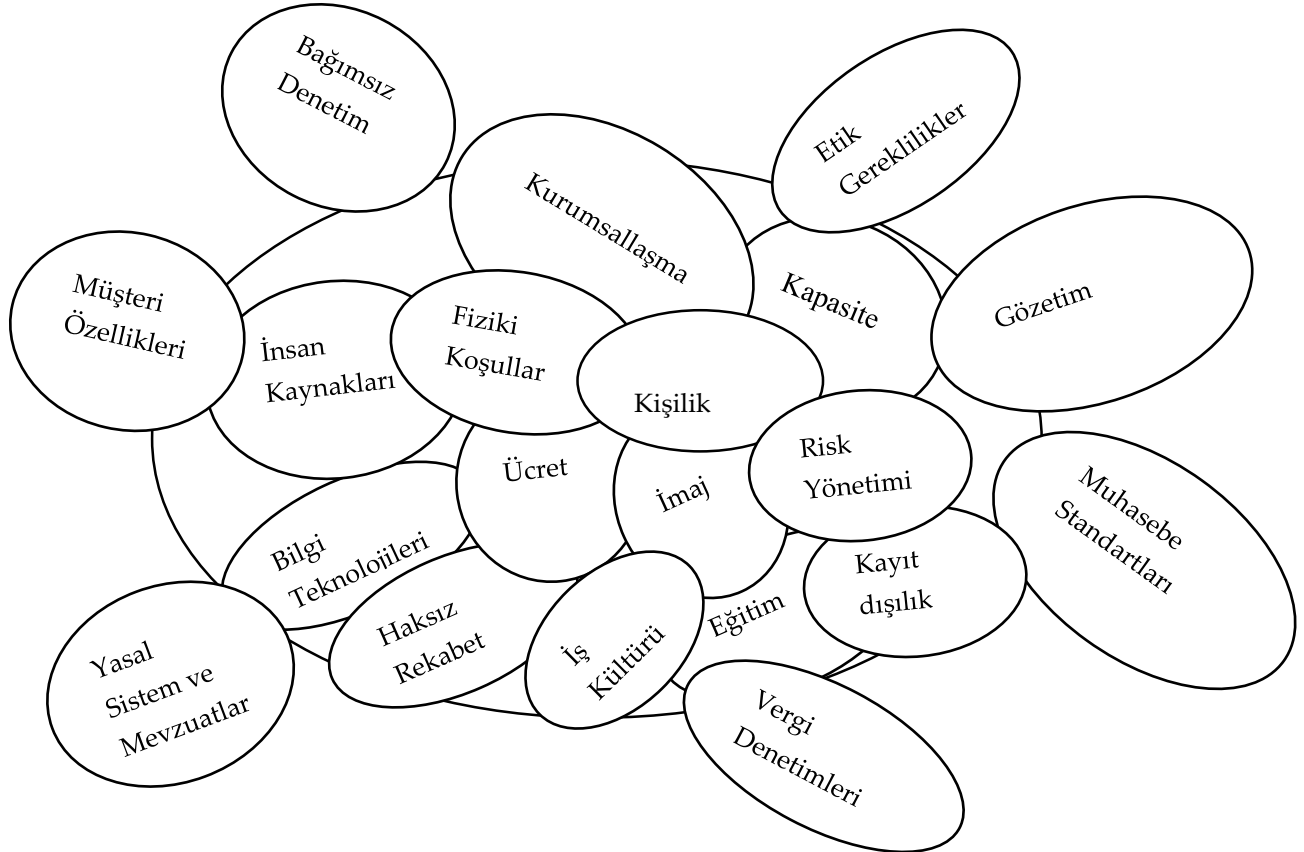 Bağımsız
Denetim
Etik
Gereklilikler
Kurumsallaşma
Müşteri
Özellikleri
İnsan
Kaynakları
Fiziki
Koşullar
Kapasite
Gözetim
Kişilik
Ücret
İmaj
Risk
Yönetimi
Muhasebe
Standartları
Bilgi
Teknolojileri
Haksız
Rekabet
İş
Kültürü
Eğitim
Kayıt
dışılık
Yasal
Sistem ve
Mevzuatlar
Vergi
Denetimleri